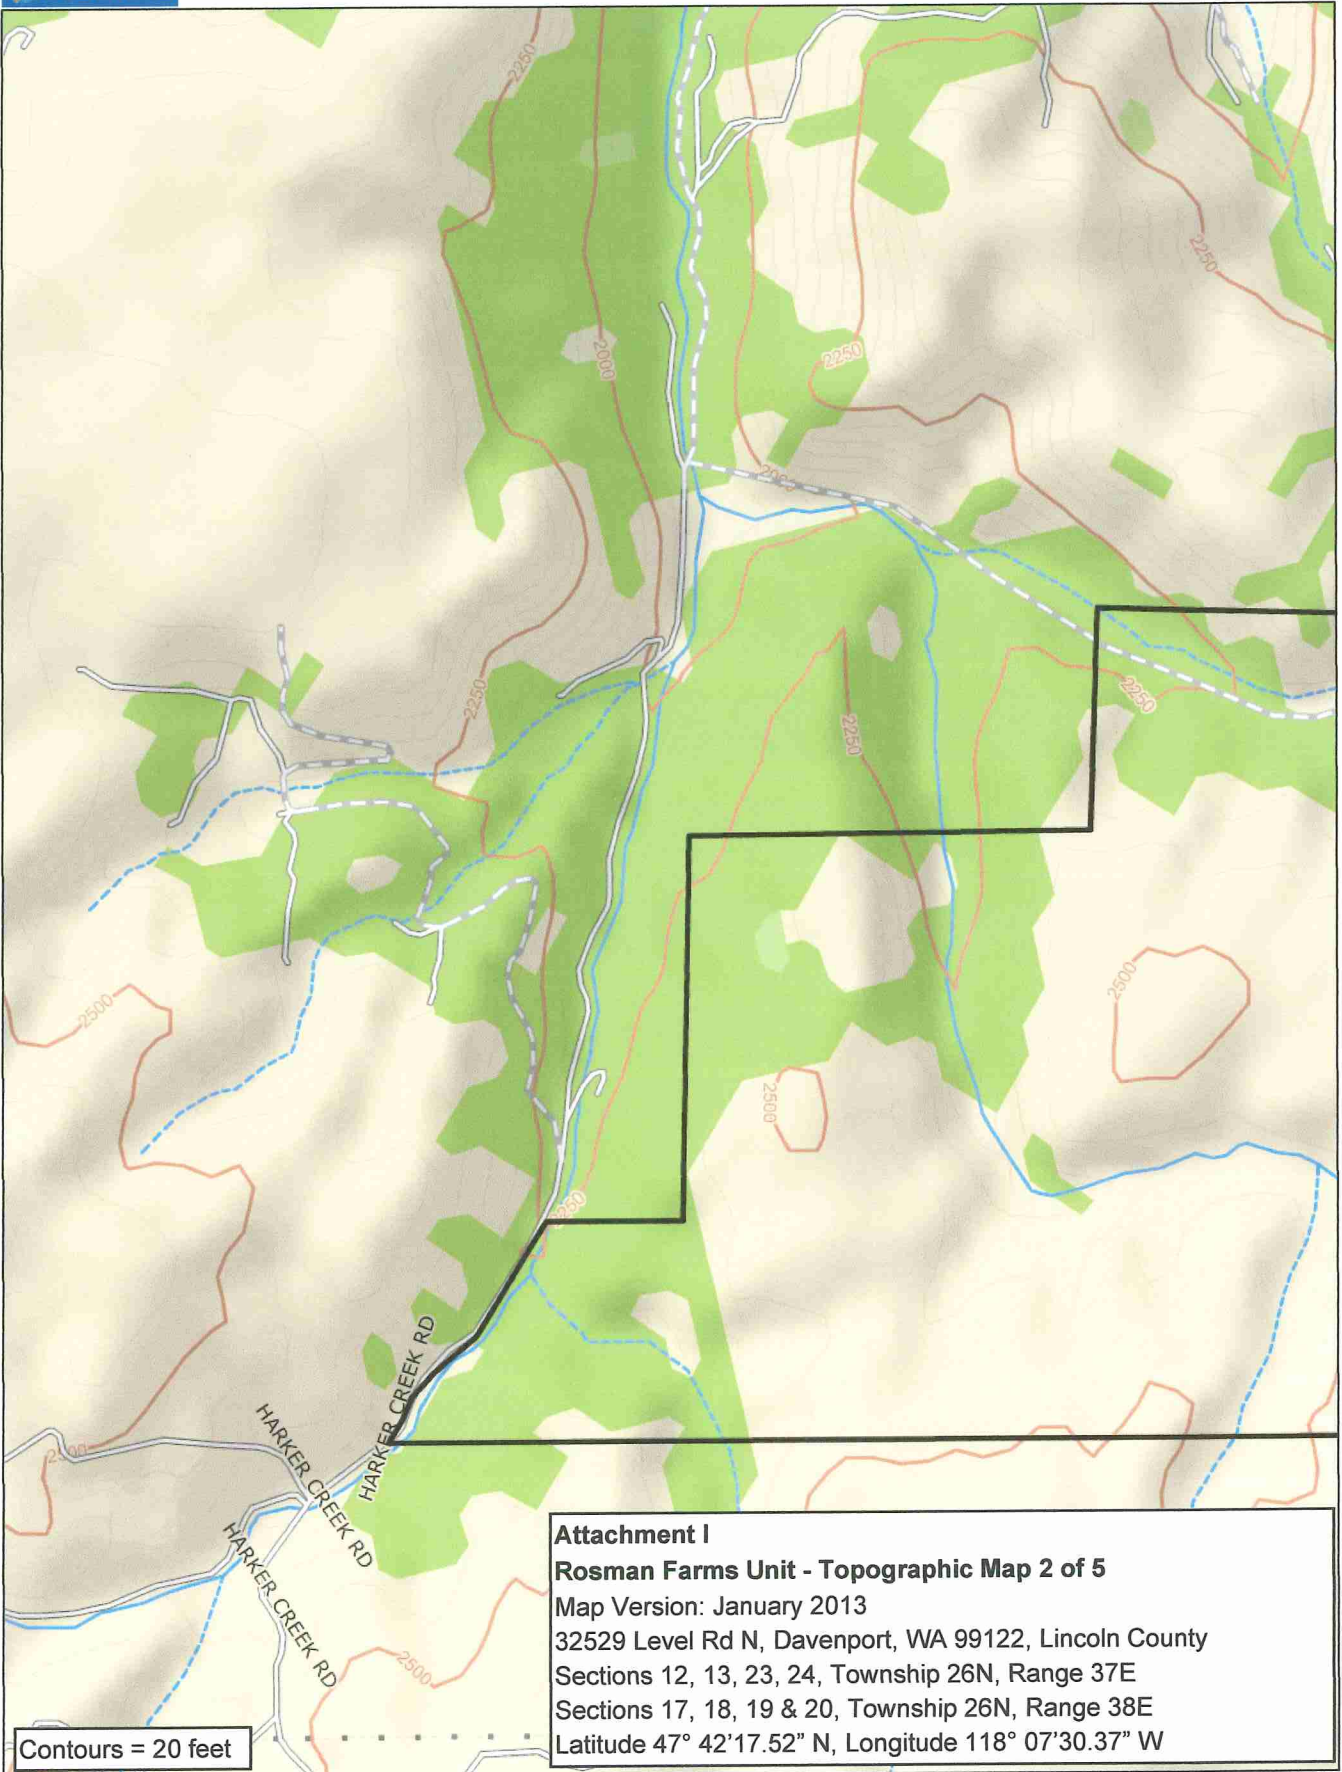 2250
2250
2000
2250
2000
2250
2250
2250
2500
2500
2500
2250
HARKER CREEK RD
HARKER CREEK RD
2500
HARKER CREEK RD
2500
Attachment I
Rosman Farms Unit - Topographic Map 2 of 5
Map Version: January 2013
32529 Level Rd N, Davenport, WA 99122, Lincoln County
Sections 12, 13, 23, 24, Township 26N, Range 37E
Sections 17, 18, 19 & 20, Township 26N, Range 38E
Latitude 47° 42'17.52” N, Longitude 118° 07'30.37” W
Contours = 20 feet